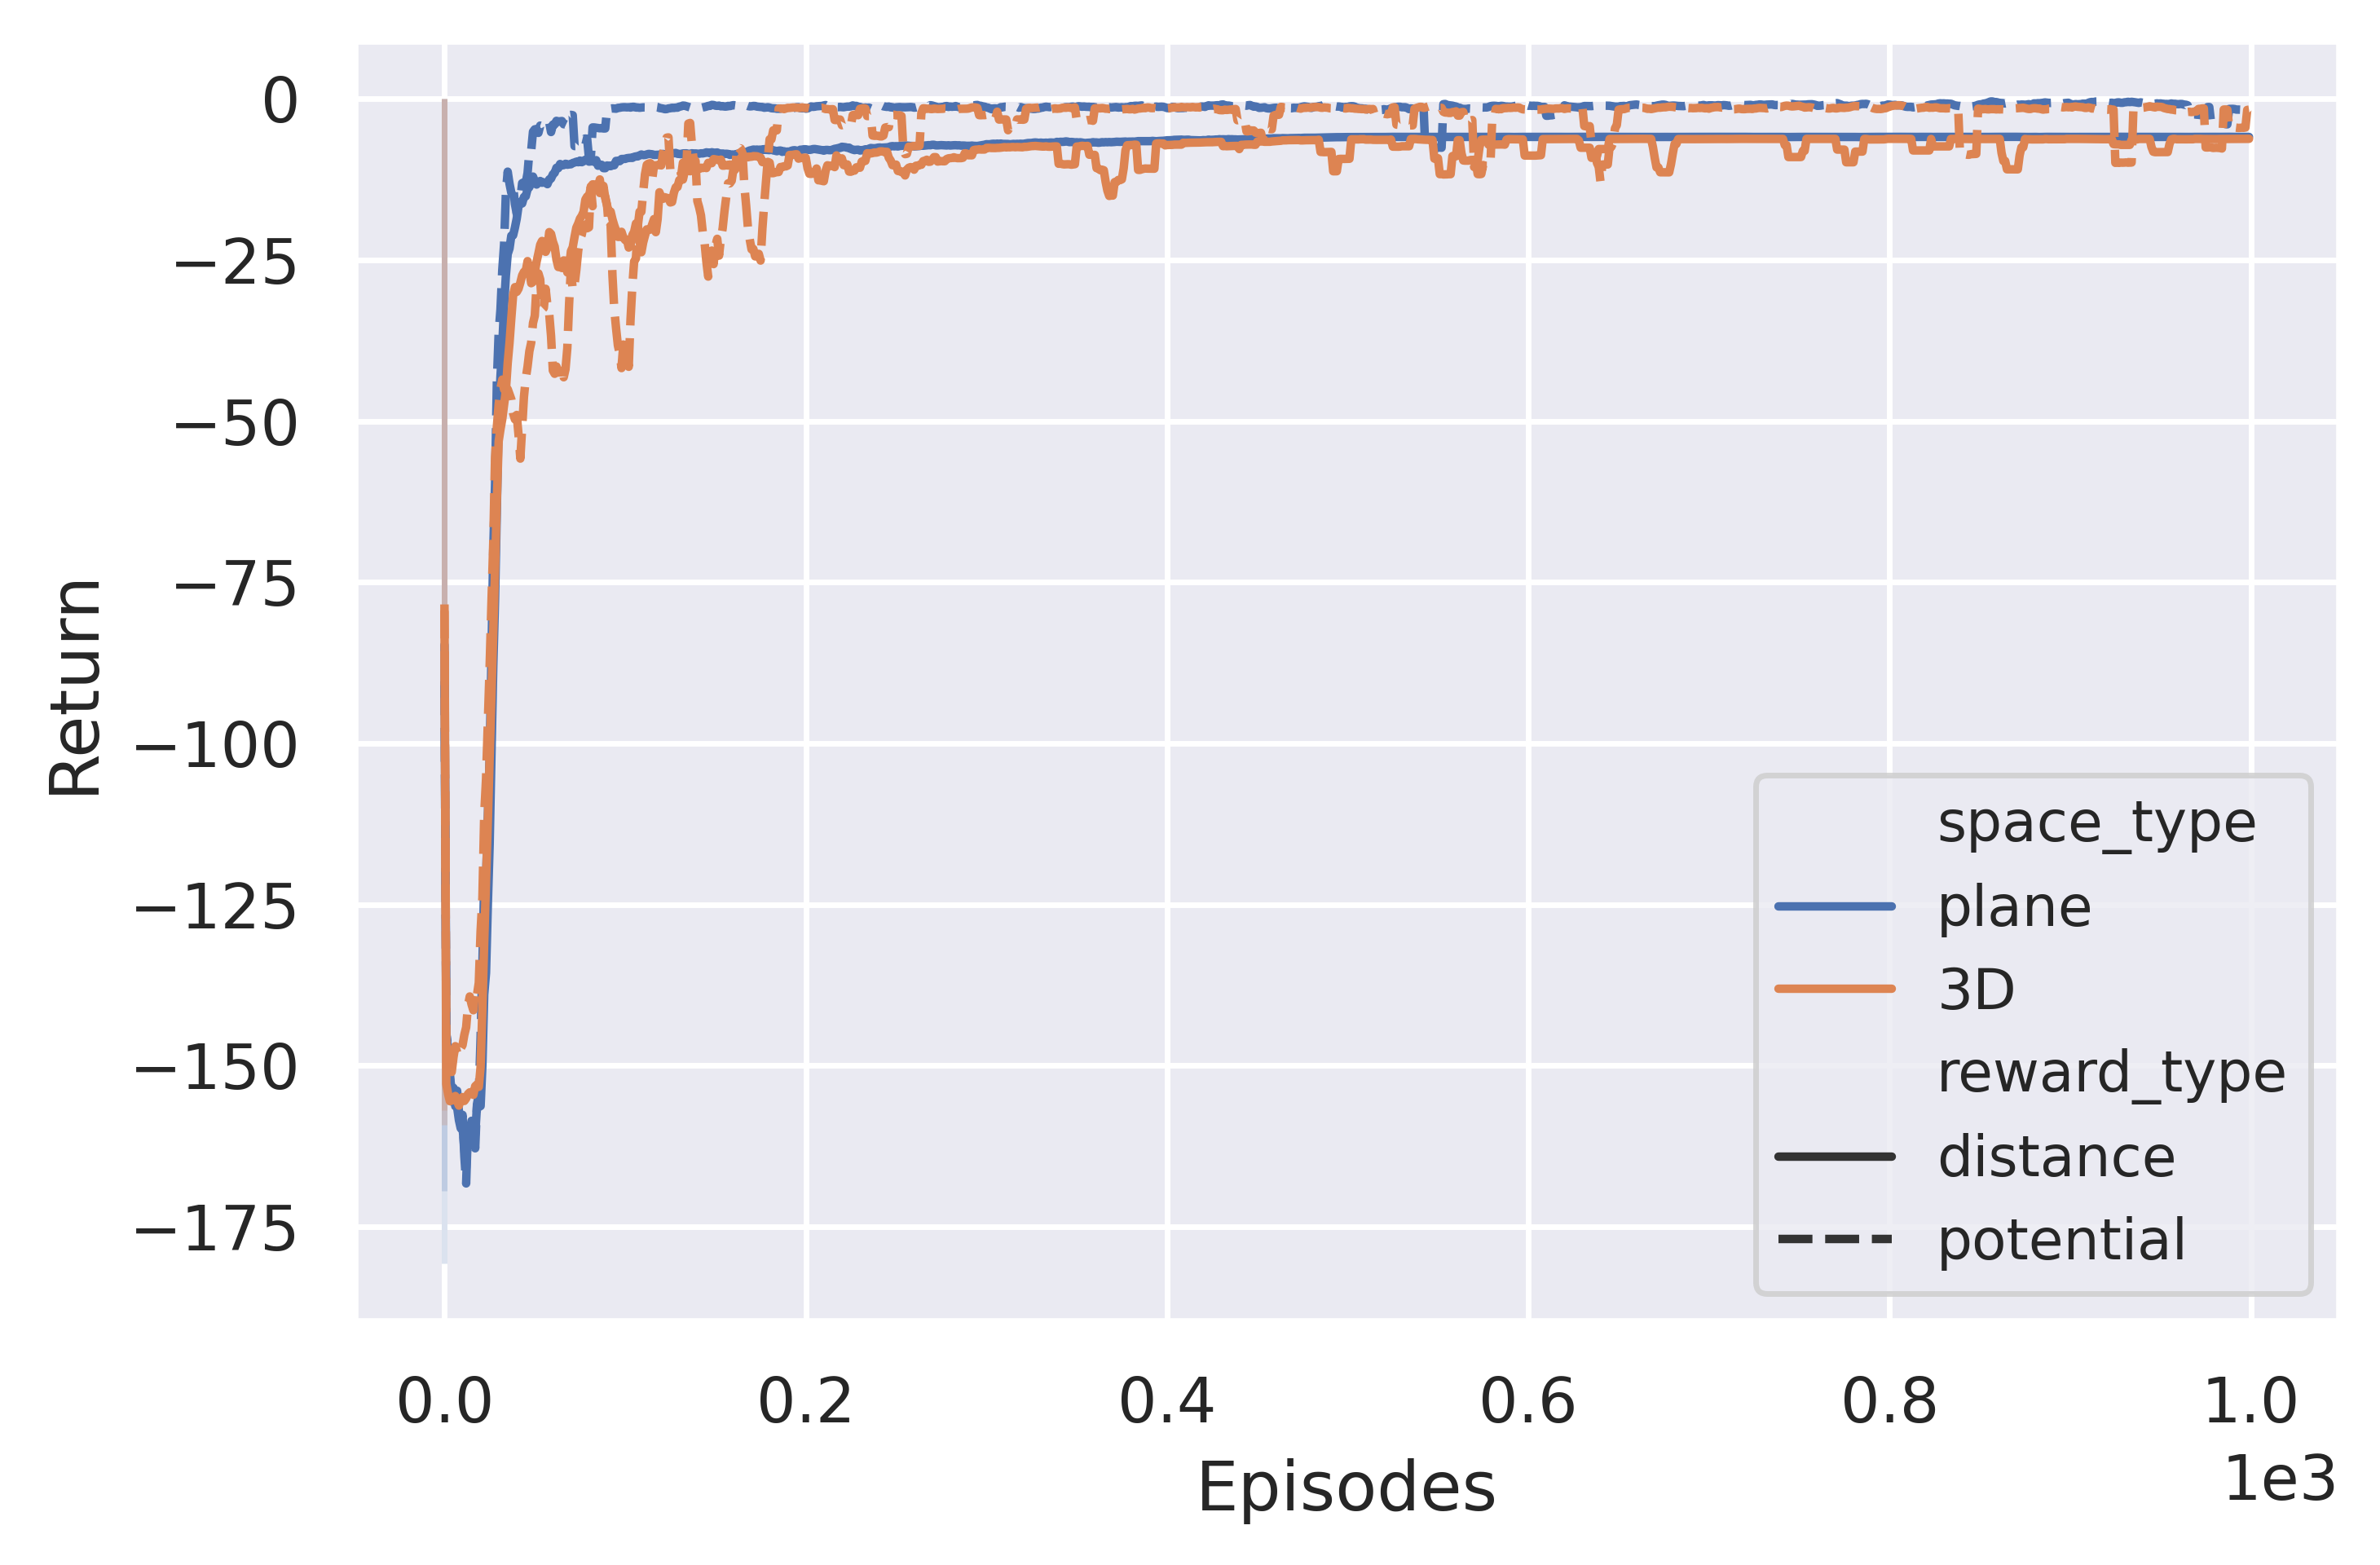 0
−25
−50
−75
−100
−125
−150
−175
Return
space_type
plane
3D
reward_type
distance
potential
0.0 0.2 0.4 0.6 0.8 1.0
1e3
Episodes